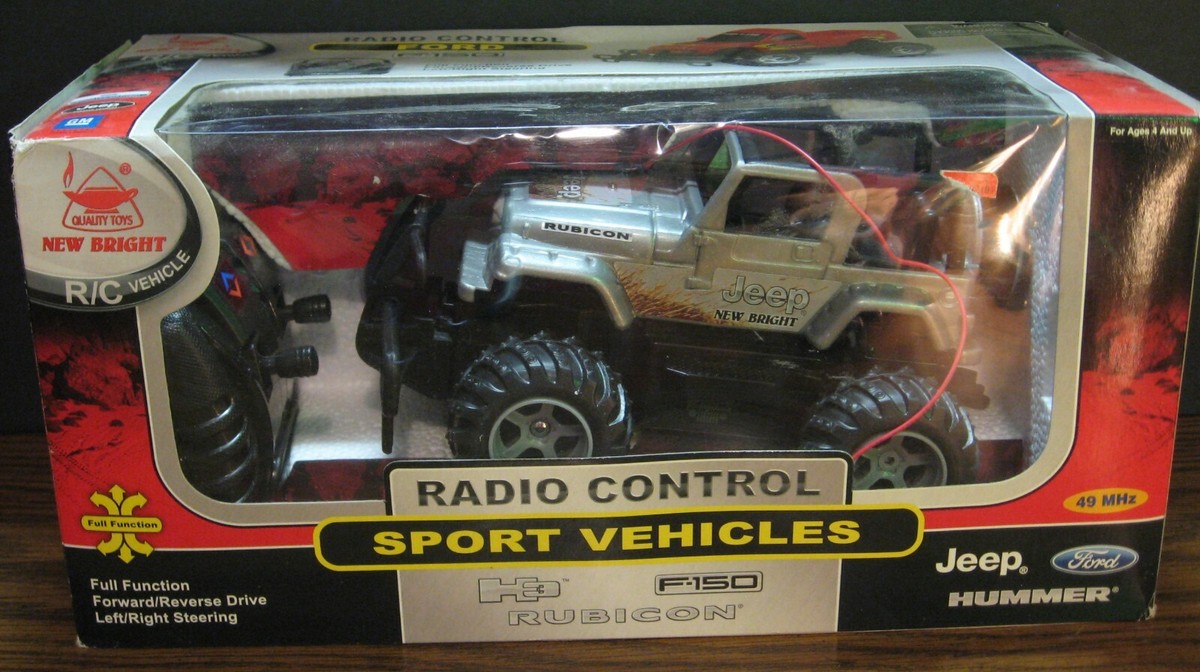 RADIO CONTROL
FORD
F-150
Jeep
GM
For Ages 4 And Up
®
QUALITY TOYS
NEW BRIGHT
R/C VEHICLE
RUBICON
Jeep
NEW BRIGHT
RADIO CONTROL
SPORT VEHICLES
49 MHz
Full Function
Full Function
Forward/Reverse Drive
Left/Right Steering
H3™
F-150
RUBICON®
Jeep®
Ford
HUMMER®